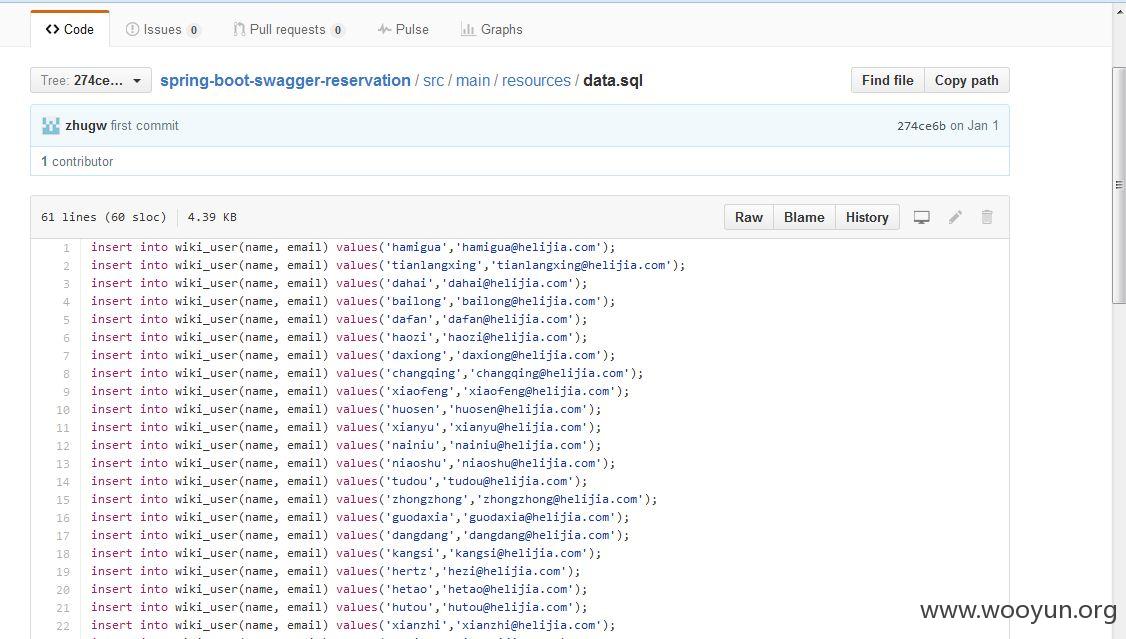 Code Issues 0 Pull requests 0 Pulse Graphs
Tree: 274ce... spring-boot-swagger-reservation / src / main / resources / data.sql Find file Copy path
zhugw first commit 274ce6b on Jan 1
1 contributor
61 lines (60 sloc) 4.39 KB Raw Blame History
1 insert into wiki_user(name, email) values('hamigua','hamigua@helijia.com');
2 insert into wiki_user(name, email) values('tianlangxing','tianlangxing@helijia.com');
3 insert into wiki_user(name, email) values('dahai','dahai@helijia.com');
4 insert into wiki_user(name, email) values('bailong','bailong@helijia.com');
5 insert into wiki_user(name, email) values('dafan','dafan@helijia.com');
6 insert into wiki_user(name, email) values('haozi','haozi@helijia.com');
7 insert into wiki_user(name, email) values('daxiong','daxiong@helijia.com');
8 insert into wiki_user(name, email) values('changqing','changqing@helijia.com');
9 insert into wiki_user(name, email) values('xiaofeng','xiaofeng@helijia.com');
10 insert into wiki_user(name, email) values('huosen','huosen@helijia.com');
11 insert into wiki_user(name, email) values('xianyu','xianyu@helijia.com');
12 insert into wiki_user(name, email) values('nainiu','nainiu@helijia.com');
13 insert into wiki_user(name, email) values('niaoshu','niaoshu@helijia.com');
14 insert into wiki_user(name, email) values('tudou','tudou@helijia.com');
15 insert into wiki_user(name, email) values('zhongzhong','zhongzhong@helijia.com');
16 insert into wiki_user(name, email) values('guodaxia','guodaxia@helijia.com');
17 insert into wiki_user(name, email) values('dangdang','dangdang@helijia.com');
18 insert into wiki_user(name, email) values('kangsi','kangsi@helijia.com');
19 insert into wiki_user(name, email) values('hertz','hezi@helijia.com');
20 insert into wiki_user(name, email) values('hetao','hetao@helijia.com');
21 insert into wiki_user(name, email) values('hutou','hutou@helijia.com');
22 insert into wiki_user(name, email) values('xianzhi','xianzhi@helijia.com');
www.wooyun.org